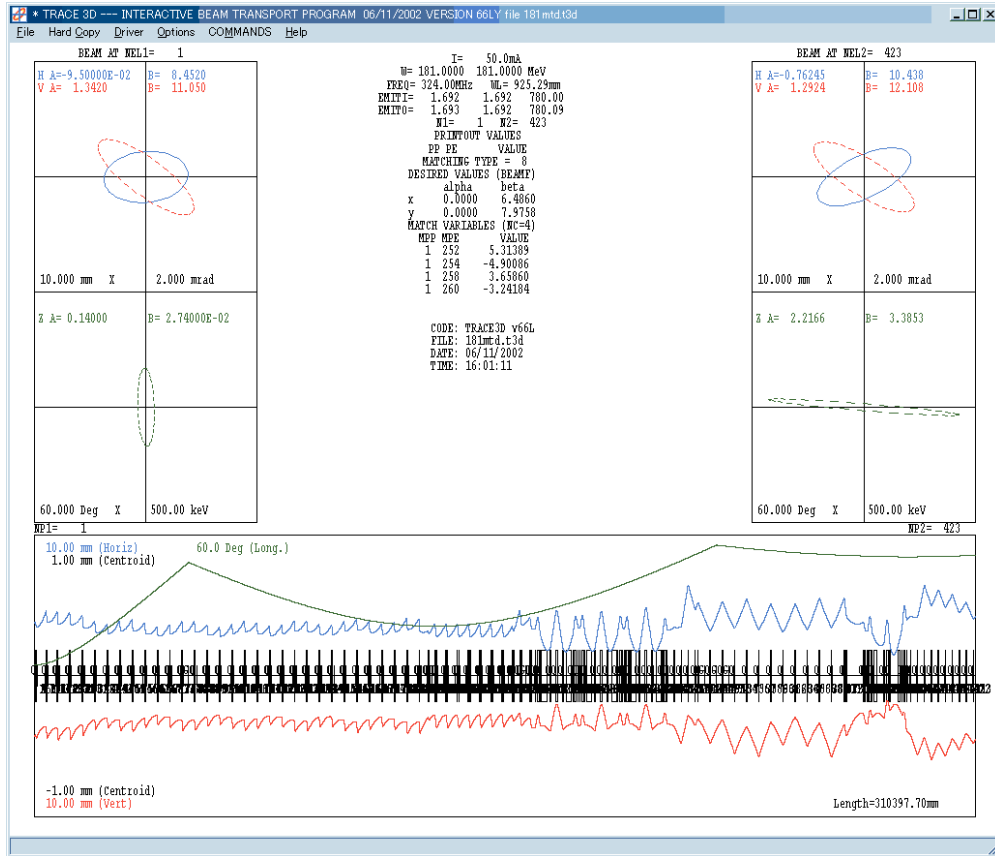 * TRACE 3D --- INTERACTIVE BEAM TRANSPORT PROGRAM 06/11/2002 VERSION 66LY file 181mtd.t3d
File Hard Copy Driver Options COMMANDS Help
BEAM AT NEL1= 1
H A=-9.50000E-02 B= 8.4520
V A= 1.3420 B= 11.050
10.000 mm X 2.000 mrad
Z A= 0.14000 B= 2.74000E-02
60.000 Deg X 500.00 keV
NP1= 1
I= 50.0mA
W= 181.0000 181.0000 MeV
FREQ= 324.00MHz WL= 925.29mm
EMITI= 1.692 1.692 780.00
EMITO= 1.693 1.692 780.09
N1= 1 N2= 423
PRINTOUT VALUES
PP PE VALUE
MATCHING TYPE = 8
DESIRED VALUES (BEAMF)
alpha beta
x 0.0000 6.4860
y 0.0000 7.9758
MATCH VARIABLES (NC=4)
MPP MPE VALUE
1 252 5.31389
1 254 -4.90086
1 258 3.65860
1 260 -3.24184
CODE: TRACE3D v66L
FILE: 181mtd.t3d
DATE: 06/11/2002
TIME: 16:01:11
BEAM AT NEL2= 423
H A=-0.76245 B= 10.438
V A= 1.2924 B= 12.108
10.000 mm X 2.000 mrad
Z A= 2.2166 B= 3.3853
60.000 Deg X 500.00 keV
NP2= 423
10.00 mm (Horiz) 60.0 Deg (Long.)
1.00 mm (Centroid)
-1.00 mm (Centroid)
10.00 mm (Vert)
Length=310397.70mm